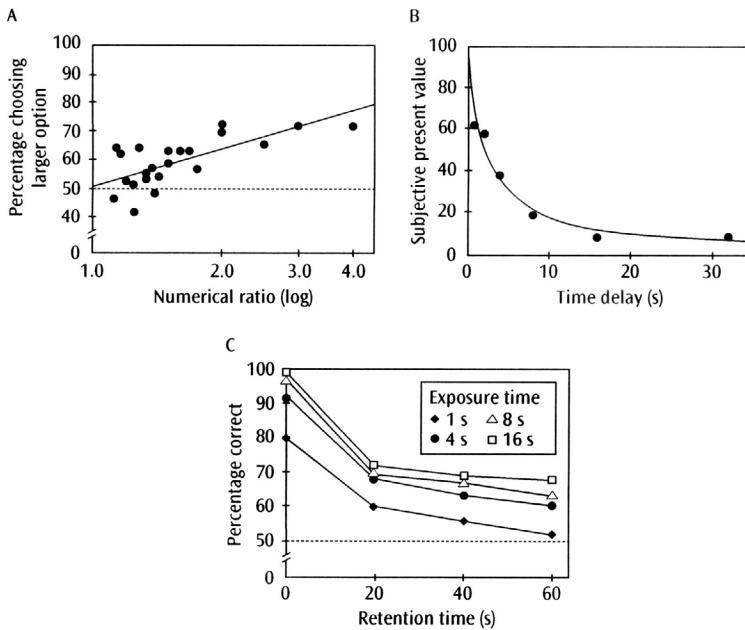 A
100
90
80
70
60
50
40
0
1.0 2.0 3.0 4.0
Percentage choosing
larger option
Numerical ratio (log)
B
100
80
60
40
20
0
0 10 20 30
Subjective present value
Time delay (s)
C
100
90
80
70
60
50
0
0 20 40 60
Percentage correct
Exposure time
1 s 8 s
4 s 16 s
Retention time (s)